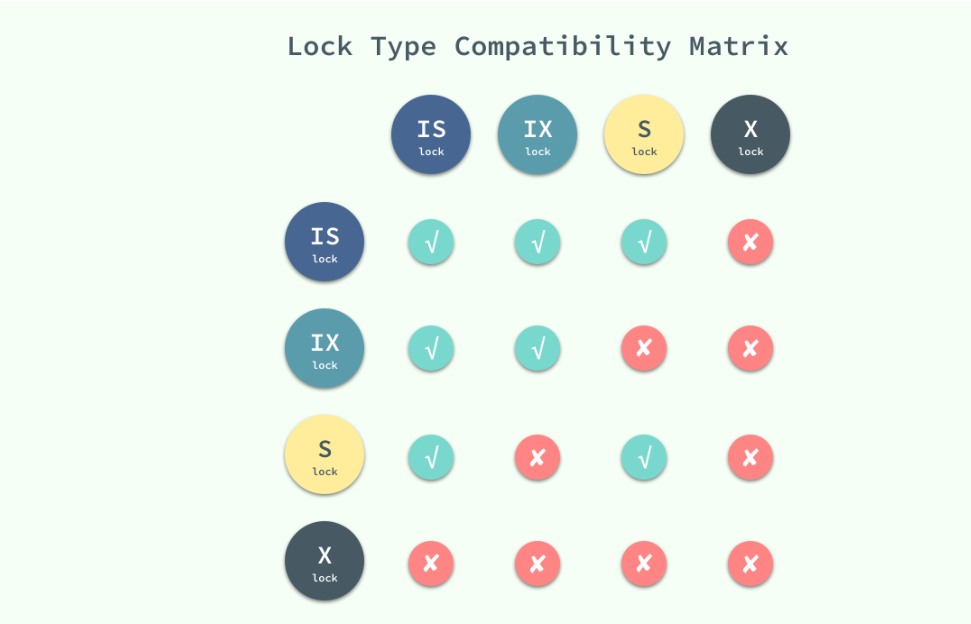 Lock Type Compatibility Matrix
IS IX S X
lock lock lock lock
IS √ √ √ ✘
lock
IX √ √ ✘ ✘
lock
S √ ✘ √ ✘
lock
X ✘ ✘ ✘ ✘
lock